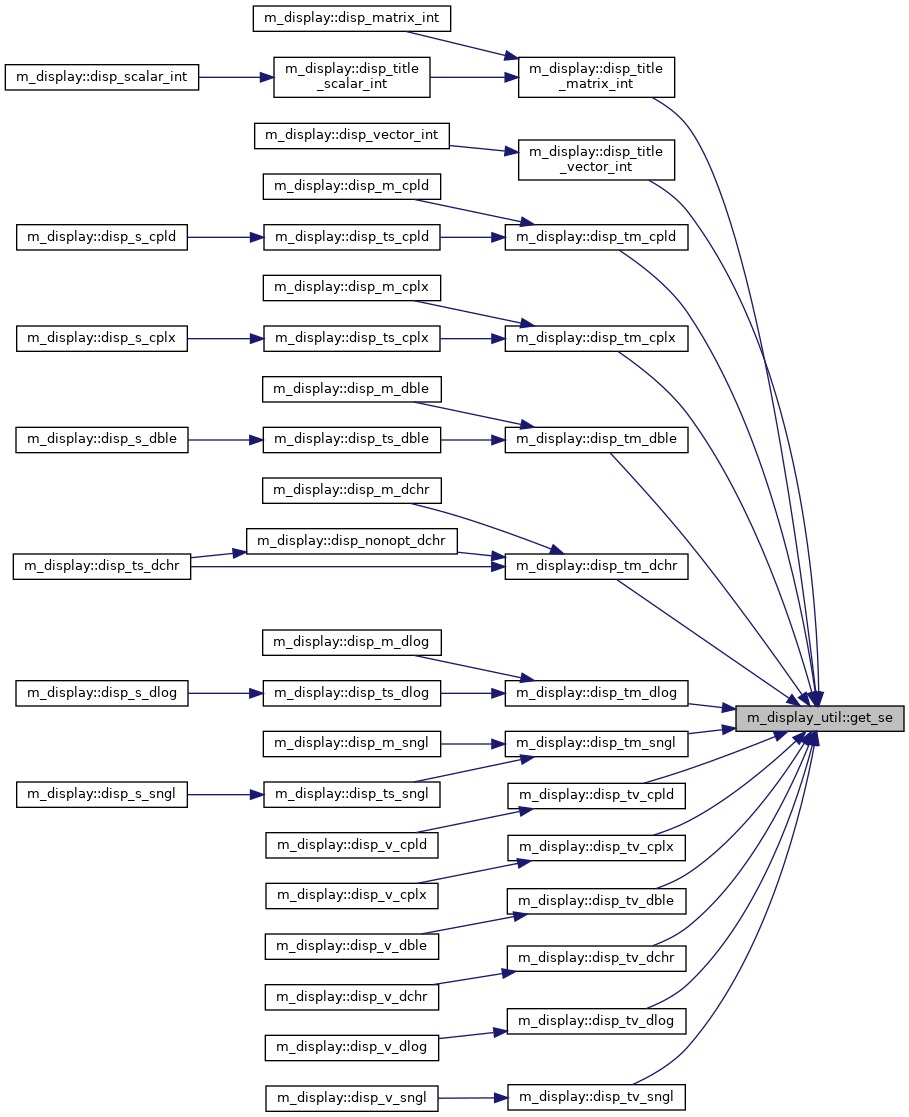 m_display::disp_matrix_int
m_display::disp_scalar_int
m_display::disp_title
_scalar_int
m_display::disp_title
_matrix_int
m_display::disp_vector_int
m_display::disp_title
_vector_int
m_display::disp_m_cpld
m_display::disp_s_cpld
m_display::disp_ts_cpld
m_display::disp_tm_cpld
m_display::disp_m_cplx
m_display::disp_s_cplx
m_display::disp_ts_cplx
m_display::disp_tm_cplx
m_display::disp_m_dble
m_display::disp_s_dble
m_display::disp_ts_dble
m_display::disp_tm_dble
m_display::disp_m_dchr
m_display::disp_nonopt_dchr
m_display::disp_ts_dchr
m_display::disp_tm_dchr
m_display::disp_m_dlog
m_display::disp_s_dlog
m_display::disp_ts_dlog
m_display::disp_tm_dlog
m_display_util::get_se
m_display::disp_m_sngl
m_display::disp_tm_sngl
m_display::disp_s_sngl
m_display::disp_ts_sngl
m_display::disp_tv_cpld
m_display::disp_v_cpld
m_display::disp_tv_cplx
m_display::disp_v_cplx
m_display::disp_tv_dble
m_display::disp_v_dble
m_display::disp_tv_dchr
m_display::disp_v_dchr
m_display::disp_tv_dlog
m_display::disp_v_dlog
m_display::disp_v_sngl
m_display::disp_tv_sngl